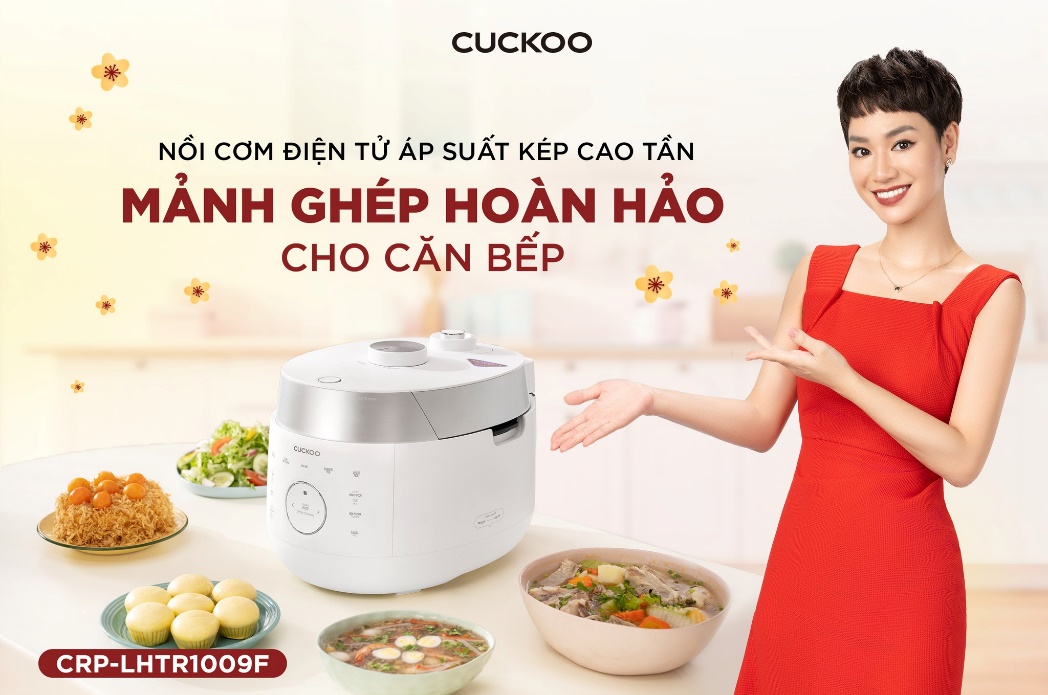 CUCKOO
NỒI CƠM ĐIỆN TỬ ÁP SUẤT KÉP CAO TẦN
MẢNH GHÉP HOÀN HẢO
CHO CĂN BẾP
CUCKOO
CRP-LHTR1009F